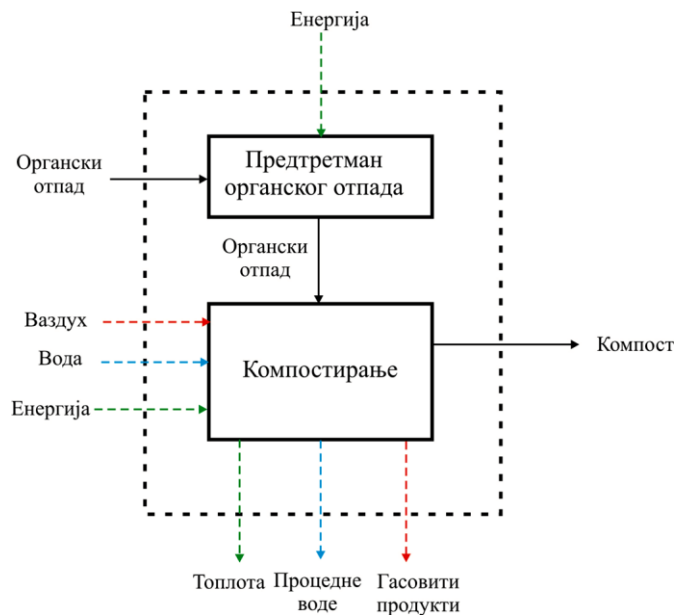 Енергија
Предтретман
органског отпада
Органски
отпад
Органски
отпад
Ваздух
Вода
Енергија
Компостирање
Компост
Топлота
Процедне
воде
Гасовити
продукти